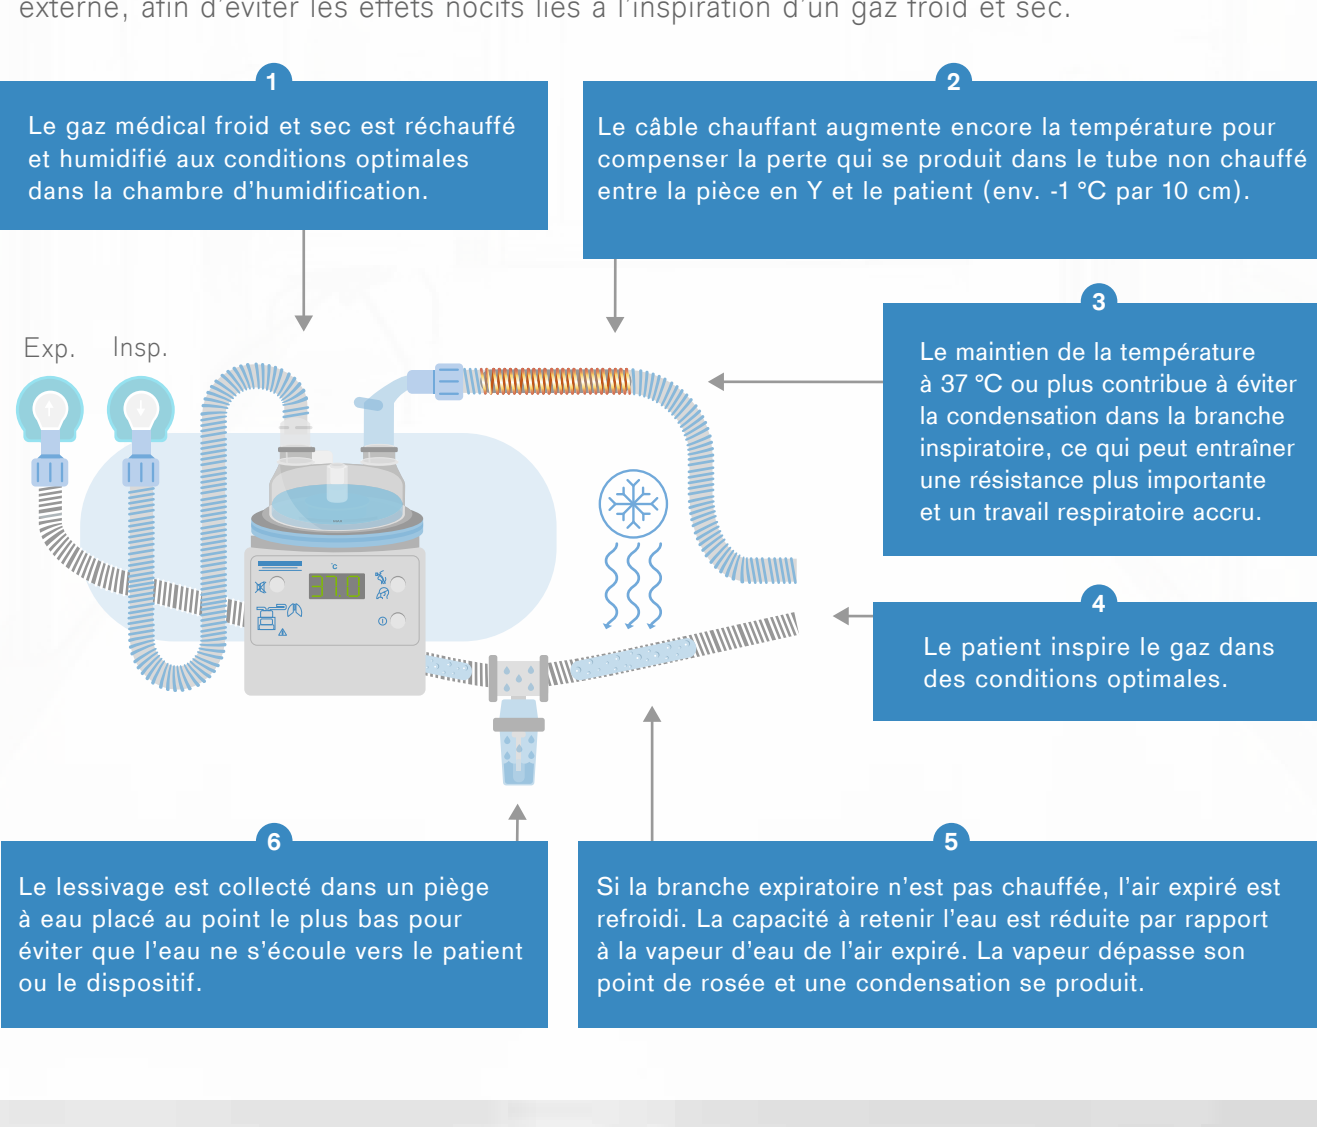 externe, afin d'éviter les effets nocifs liés à l'inspiration d'un gaz froid et sec.
1
Le gaz médical froid et sec est réchauffé
et humidifié aux conditions optimales
dans la chambre d'humidification.
2
Le câble chauffant augmente encore la température pour
compenser la perte qui se produit dans le tube non chauffé
entre la pièce en Y et le patient (env. -1 °C par 10 cm).
3
Le maintien de la température
à 37 °C ou plus contribue à éviter
la condensation dans la branche
inspiratoire, ce qui peut entraîner
une résistance plus importante
et un travail respiratoire accru.
Exp.
Insp.
°C
37.0
4
Le patient inspire le gaz dans
des conditions optimales.
6
Le lessivage est collecté dans un piège
à eau placé au point le plus bas pour
éviter que l'eau ne s'écoule vers le patient
ou le dispositif.
5
Si la branche expiratoire n'est pas chauffée, l'air expiré est
refroidi. La capacité à retenir l'eau est réduite par rapport
à la vapeur d'eau de l'air expiré. La vapeur dépasse son
point de rosée et une condensation se produit.